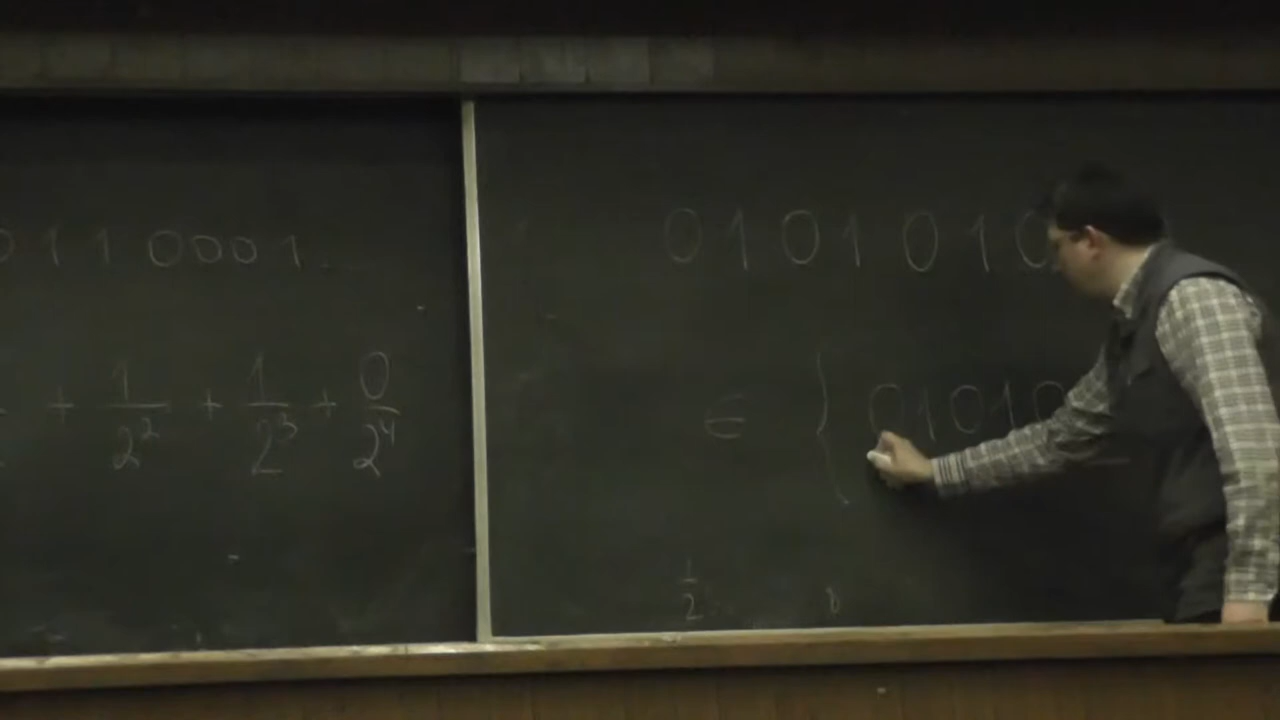 0 1 1 0 0 0 1 ..
+ 1/2² + 1/2³ + 0/2⁴
0 1 0 1 0 1 0
∈ { 0 1 0 1 0
1/2